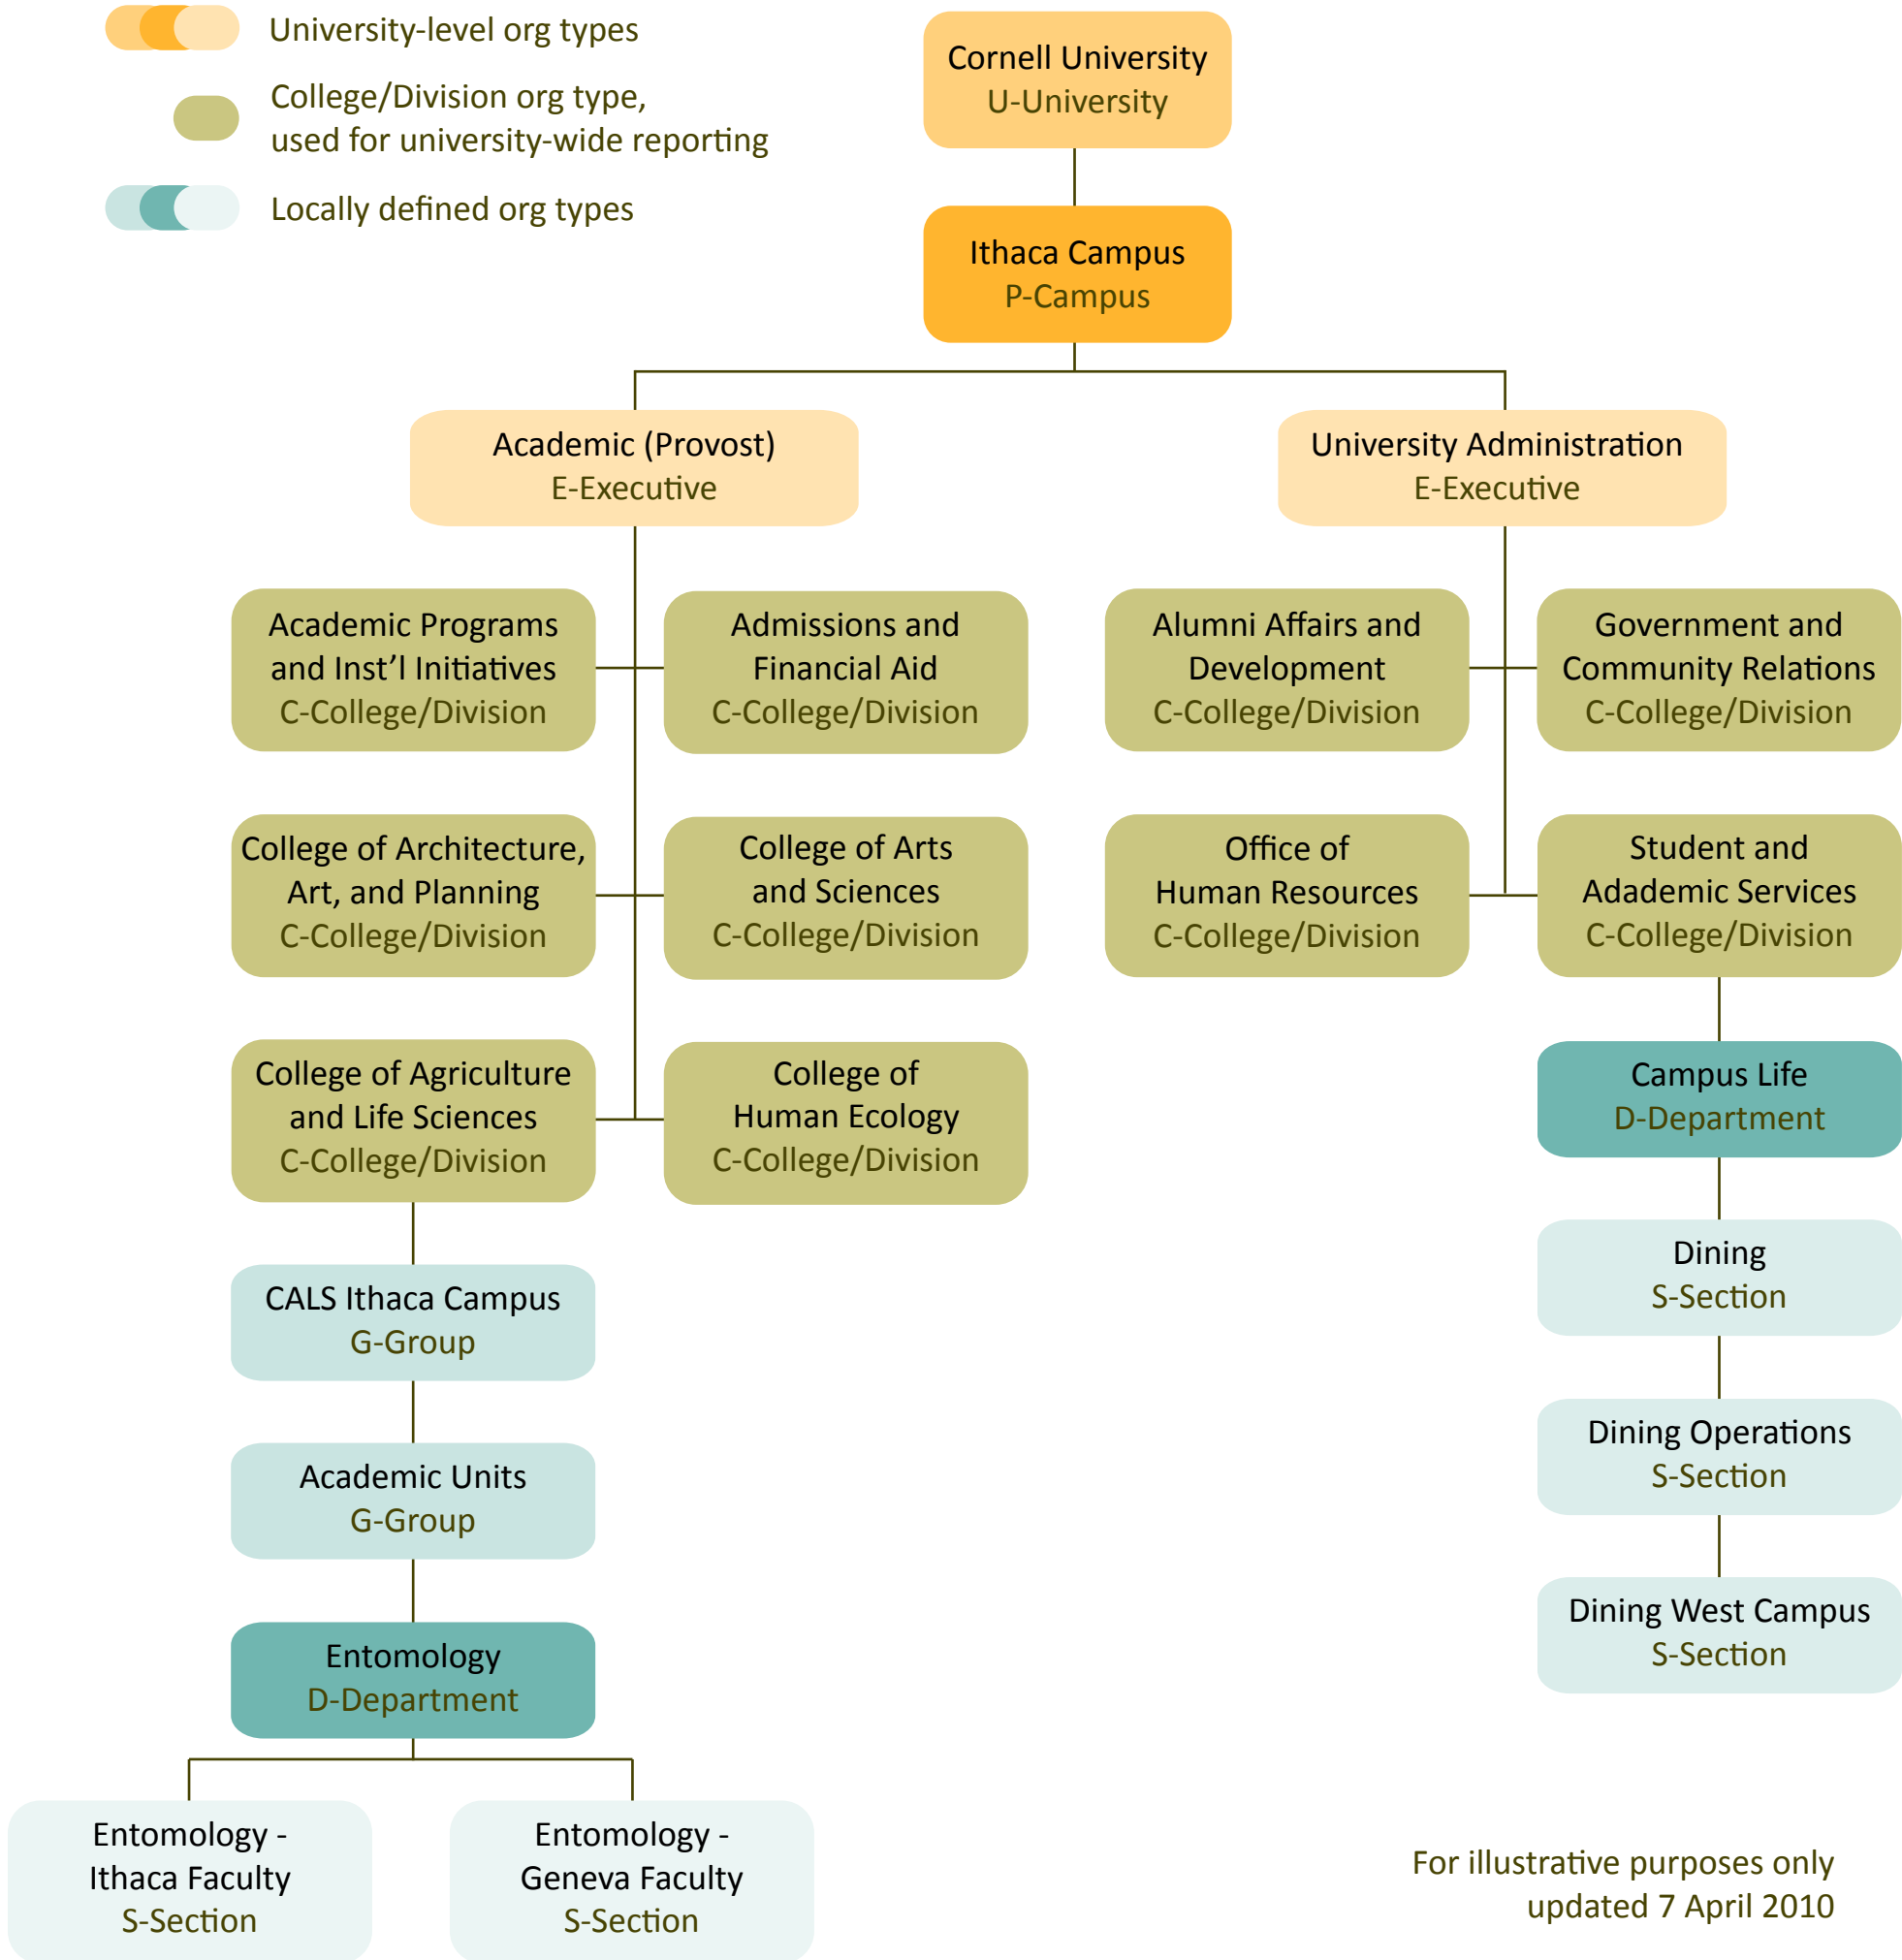 University-level org types
College/Division org type,
used for university-wide reporting
Locally defined org types
Cornell University
U-University
Ithaca Campus
P-Campus
Academic (Provost)
E-Executive
University Administration
E-Executive
Academic Programs
and Inst’l Initiatives
C-College/Division
Admissions and
Financial Aid
C-College/Division
Alumni Affairs and
Development
C-College/Division
Government and
Community Relations
C-College/Division
College of Architecture,
Art, and Planning
C-College/Division
College of Arts
and Sciences
C-College/Division
Office of
Human Resources
C-College/Division
Student and
Adademic Services
C-College/Division
College of Agriculture
and Life Sciences
C-College/Division
College of
Human Ecology
C-College/Division
Campus Life
D-Department
CALS Ithaca Campus
G-Group
Dining
S-Section
Academic Units
G-Group
Dining Operations
S-Section
Entomology
D-Department
Dining West Campus
S-Section
Entomology -
Ithaca Faculty
S-Section
Entomology -
Geneva Faculty
S-Section
For illustrative purposes only
updated 7 April 2010